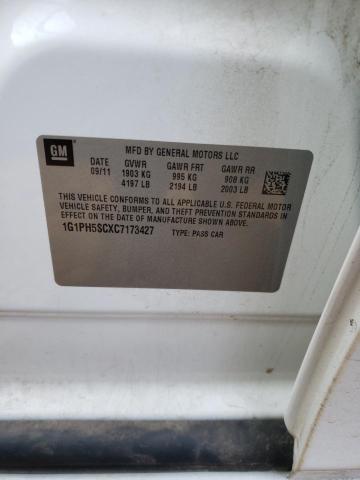 GM
MFD BY GENERAL MOTORS LLC
DATE GVWR GAWR FRT GAWR RR
09/11 1903 KG 995 KG 908 KG
4197 LB 2194 LB 2003 LB
THIS VEHICLE CONFORMS TO ALL APPLICABLE U.S. FEDERAL MOTOR
VEHICLE SAFETY, BUMPER, AND THEFT PREVENTION STANDARDS IN
EFFECT ON THE DATE OF MANUFACTURE SHOWN ABOVE.
1G1PH5SCXC7173427 TYPE: PASS CAR